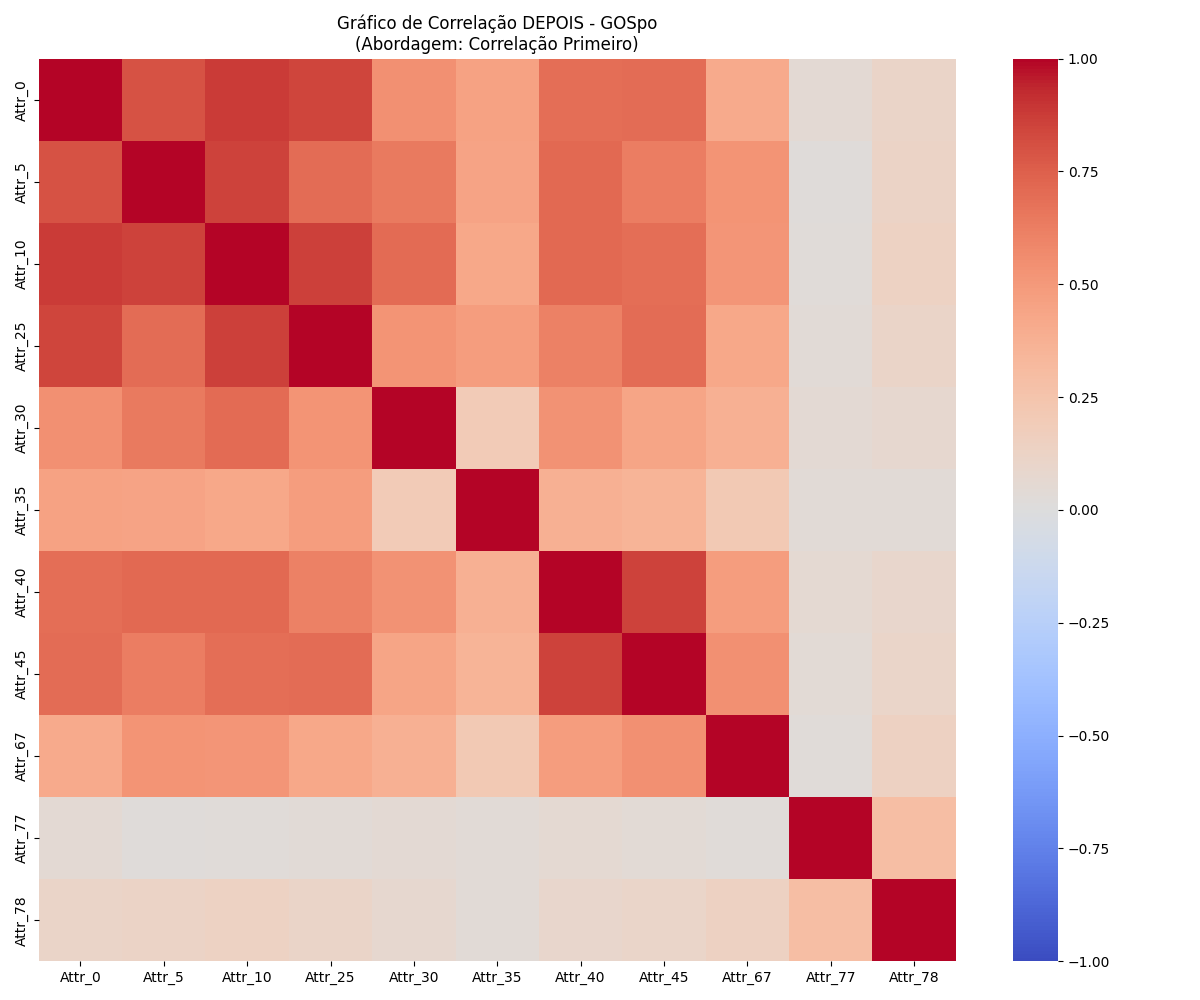 Gráfico de Correlação DEPOIS - GOSpo
(Abordagem: Correlação Primeiro)
Attr_0
Attr_5
Attr_10
Attr_25
Attr_30
Attr_35
Attr_40
Attr_45
Attr_67
Attr_77
Attr_78
Attr_0 Attr_5 Attr_10 Attr_25 Attr_30 Attr_35 Attr_40 Attr_45 Attr_67 Attr_77 Attr_78
1.00
0.75
0.50
0.25
0.00
−0.25
−0.50
−0.75
−1.00